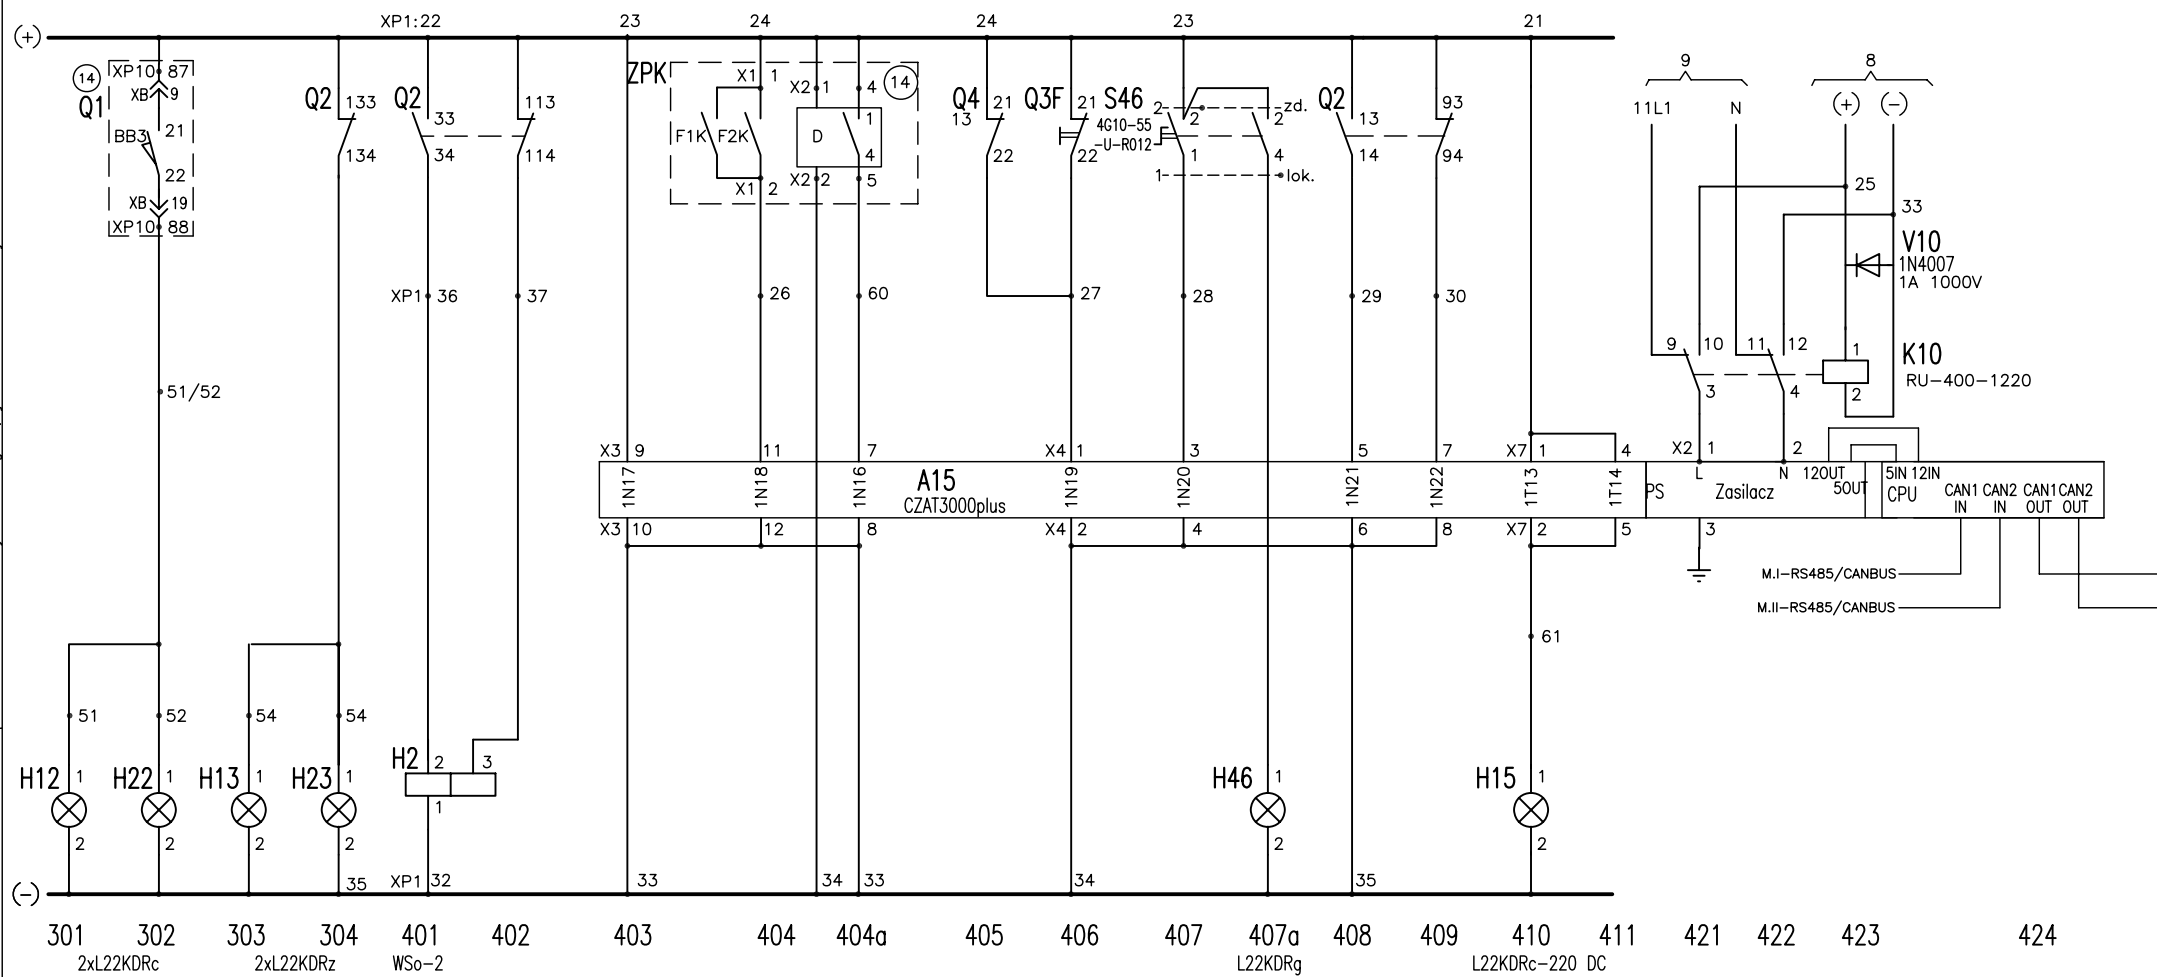 XP1:22 23 24 24 23 21
(+)
9 8
14 XP10 87 ZPK X1 1 X2 1 4 14
XB 9
Q1 Q2 133 Q2 33 113 Q4 21 Q3F 21 S46 2 2 2 zd. Q2 13 93 11L1 N (+) (-)
13 4G10-55
BB3 21 F1K F2K D 1 -U-R012
134 34 114 4 22 22 1 4 14 94
22 X1 2 X2 2 5 1 lok.
XB 19 25
XP10 88 33
V10
1N4007
1A 1000V
XP1 36 37 26 60 27 28 29 30
9 10 11 12 1 K10
RU-400-1220
51/52 3 4 2
X3 9 11 7 X4 1 3 5 7 X7 1 4 X2 1 2
1N17 1N18 1N16 A15 1N19 1N20 1N21 1N22 1T13 1T14 PS L Zasilacz N 12OUT 5OUT 5IN 12IN
CZAT3000plus CPU CAN1 IN CAN2 IN CAN1 OUT CAN2 OUT
X3 10 12 8 X4 2 4 6 8 X7 2 5 3
M.I-RS485/CANBUS
M.II-RS485/CANBUS
61
51 52 54 54
H2 2 3
H12 1 H22 1 H13 1 H23 1 H46 1 H15 1
1
2 2 2 2 2 2
35 XP1 32 33 34 33 34 35
(-)
301 302 303 304 401 402 403 404 404a 405 406 407 407a 408 409 410 411 421 422 423 424
2xL22KDRc 2xL22KDRz WSo-2 L22KDRg L22KDRc-220 DC